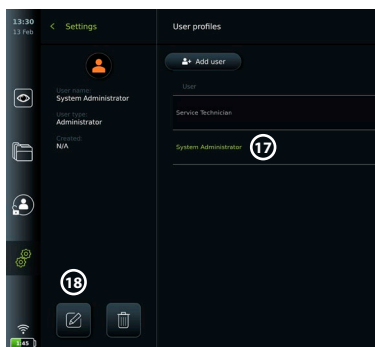 13:30
13 Feb
Settings
User profiles
Add user
User name:
System Administrator
User type:
Administrator
Created:
N/A
User
Service Technician
System Administrator
17
18
1:45